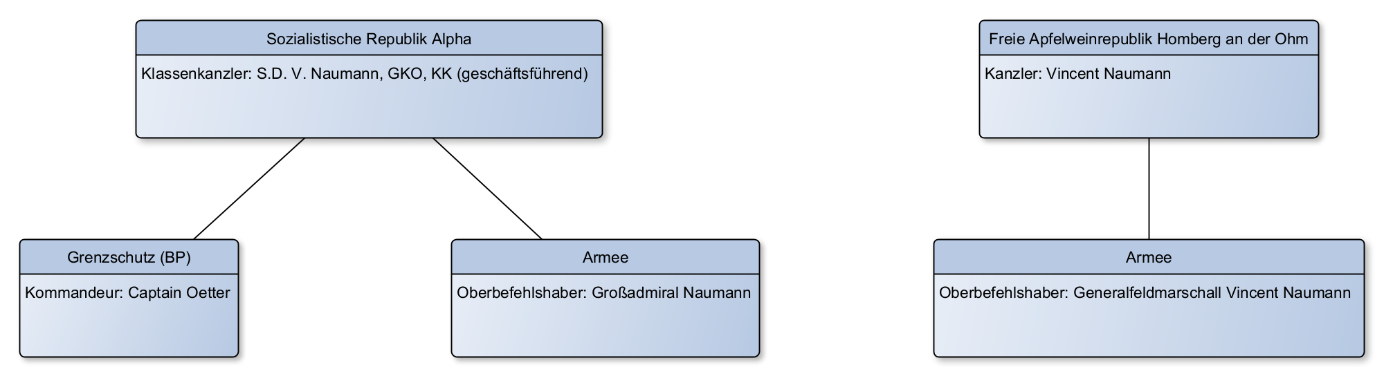 Sozialistische Republik Alpha
Klassenkanzler: S.D. V. Naumann, GKO, KK (geschäftsführend)
Freie Apfelweinrepublik Homberg an der Ohm
Kanzler: Vincent Naumann
Grenzschutz (BP)
Kommandeur: Captain Oetter
Armee
Oberbefehlshaber: Großadmiral Naumann
Armee
Oberbefehlshaber: Generalfeldmarschall Vincent Naumann